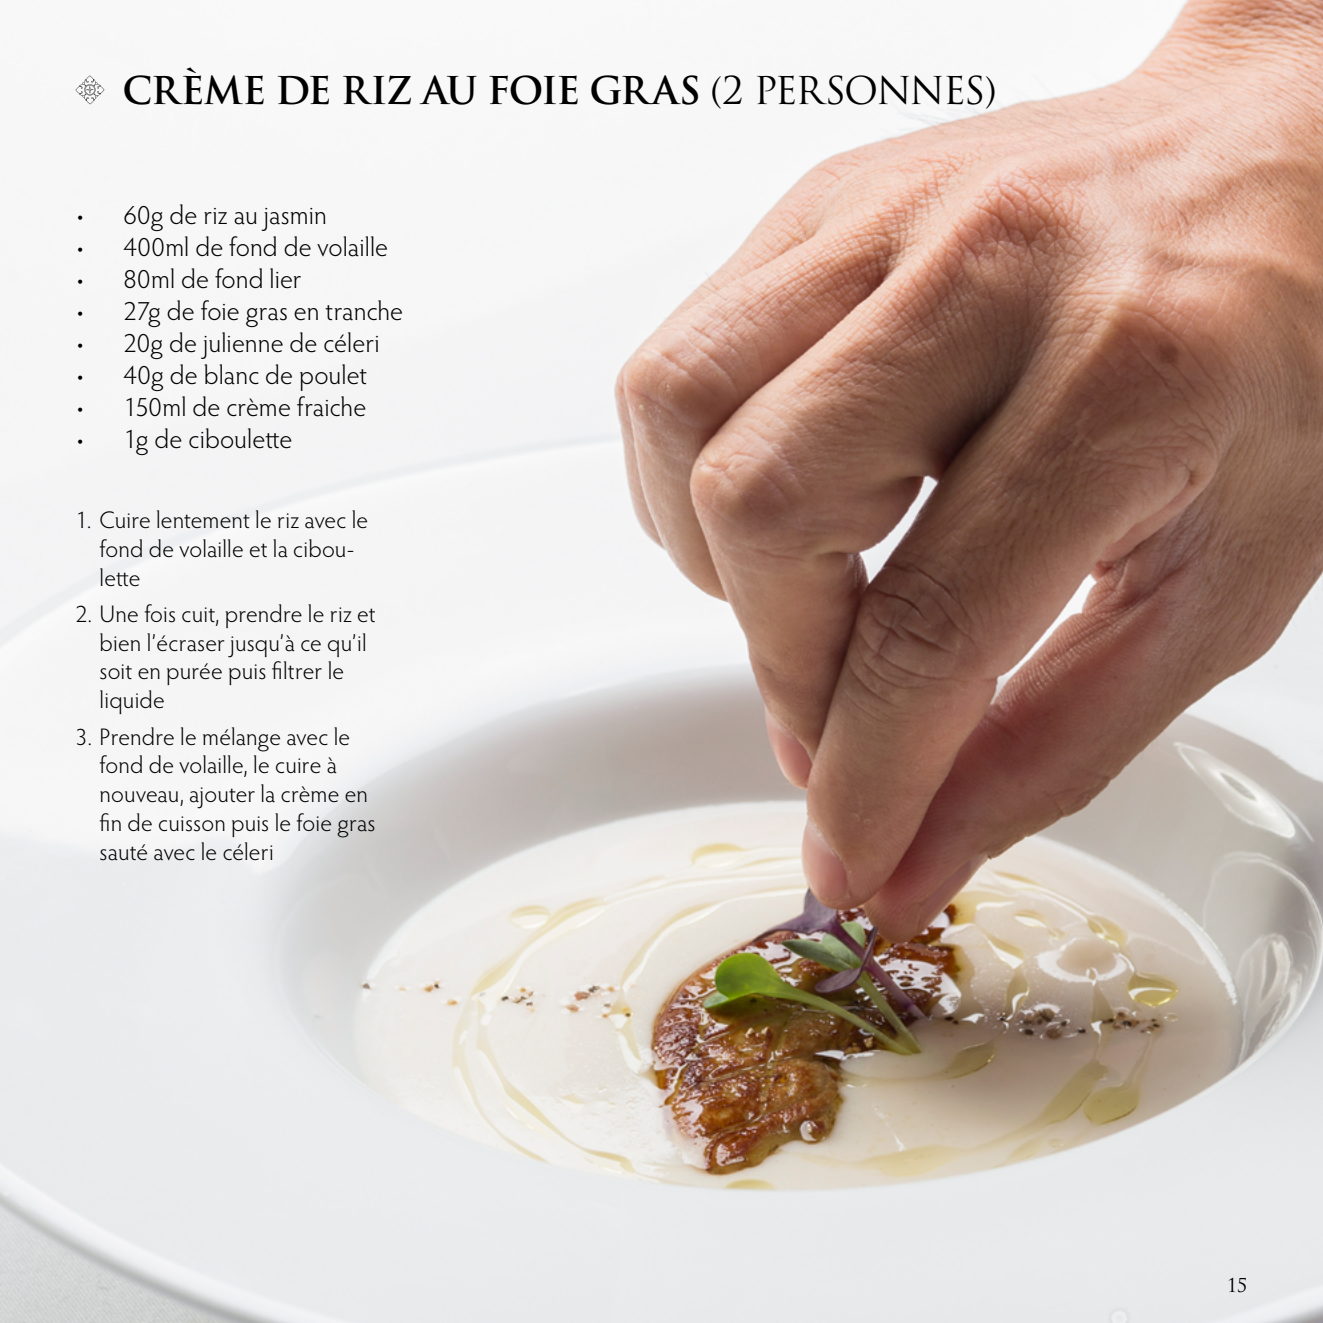 CRÈME DE RIZ AU FOIE GRAS (2 PERSONNES)
• 60g de riz au jasmin
• 400ml de fond de volaille
• 80ml de fond lier
• 27g de foie gras en tranche
• 20g de julienne de céleri
• 40g de blanc de poulet
• 150ml de crème fraiche
• 1g de ciboulette
1. Cuire lentement le riz avec le
fond de volaille et la cibou-
lette
2. Une fois cuit, prendre le riz et
bien l’écraser jusqu’à ce qu’il
soit en purée puis filtrer le
liquide
3. Prendre le mélange avec le
fond de volaille, le cuire à
nouveau, ajouter la crème en
fin de cuisson puis le foie gras
sauté avec le céleri
15